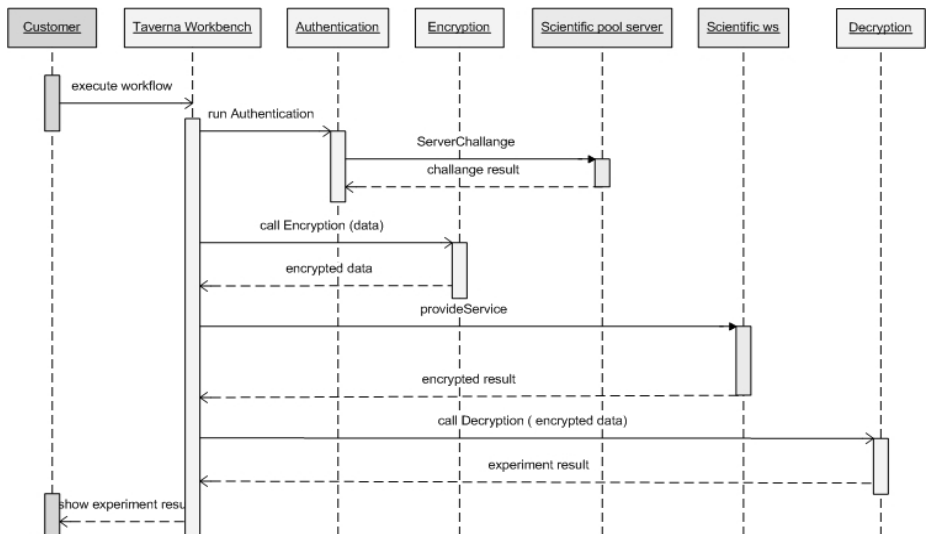 Customer
Taverna Workbench
Authentication
Encryption
Scientific pool server
Scientific ws
Decryption
execute workflow
run Authentication
ServerChallange
challange result
call Encryption (data)
encrypted data
provideService
encrypted result
call Decryption ( encrypted data)
experiment result
show experiment resu